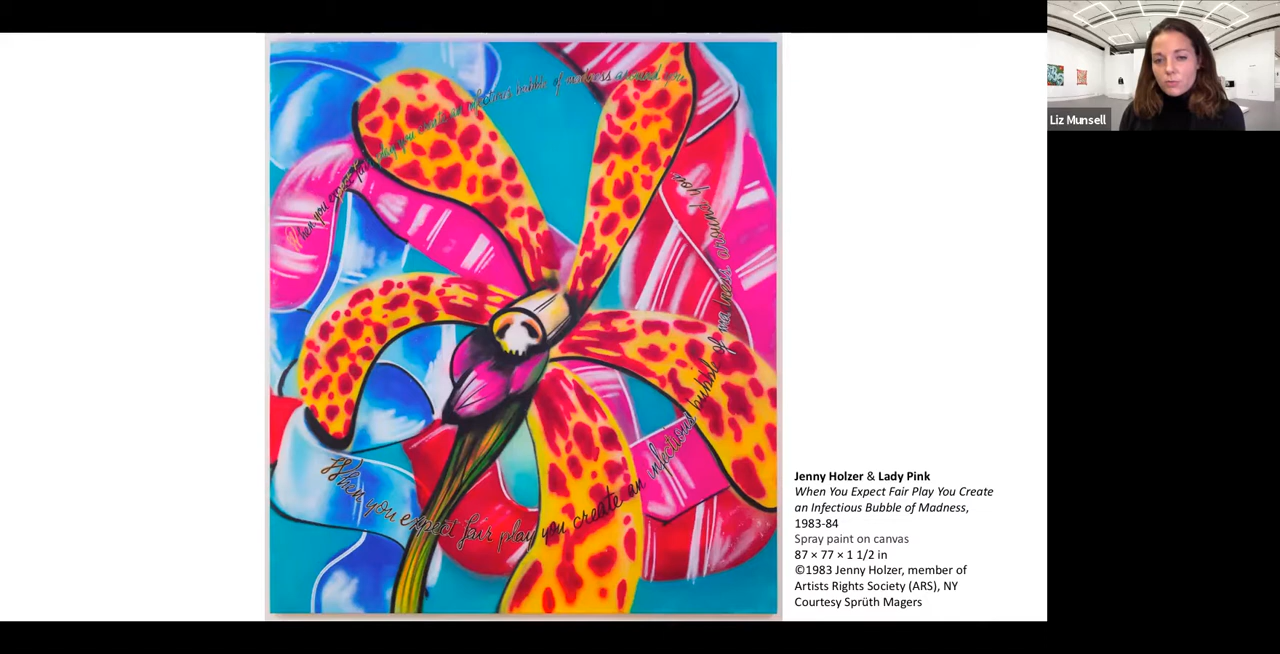 When you expect fair play you create an infectious bubble of madness around you
When you expect fair play you create an infectious bubble of madness around you
Liz Munsell
Jenny Holzer & Lady Pink
When You Expect Fair Play You Create
an Infectious Bubble of Madness,
1983-84
Spray paint on canvas
87 × 77 × 1 1/2 in
©1983 Jenny Holzer, member of
Artists Rights Society (ARS), NY
Courtesy Sprüth Magers